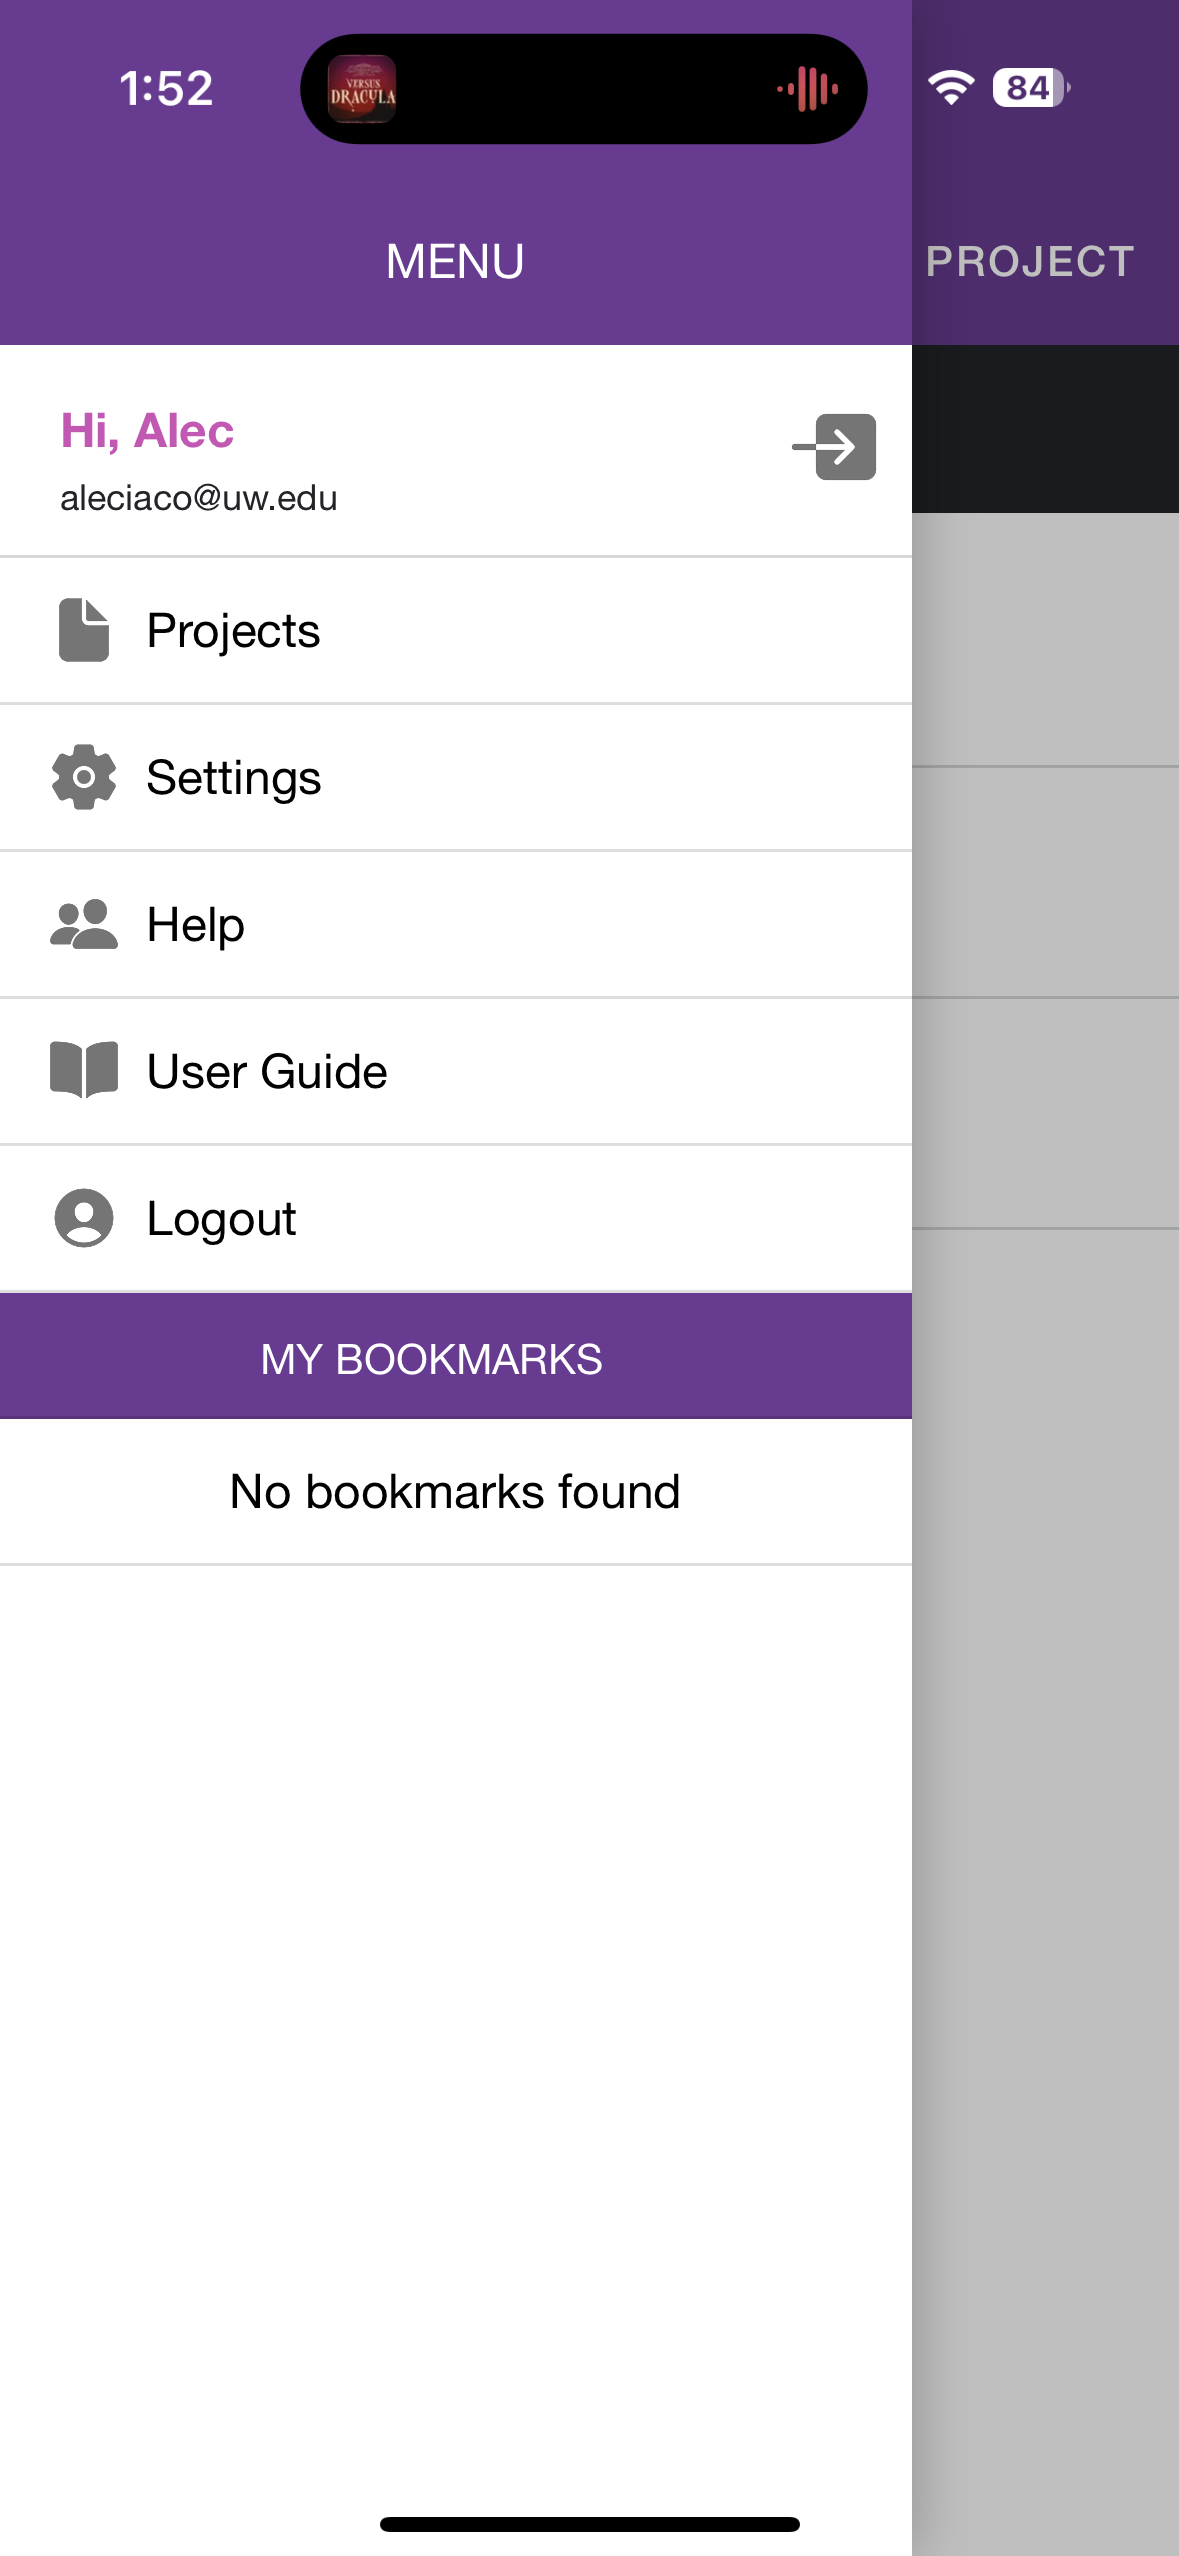 1:52
VERSUS
DRACULA
84
MENU
PROJECT
Hi, Alec
aleciaco@uw.edu
Projects
Settings
Help
User Guide
Logout
MY BOOKMARKS
No bookmarks found